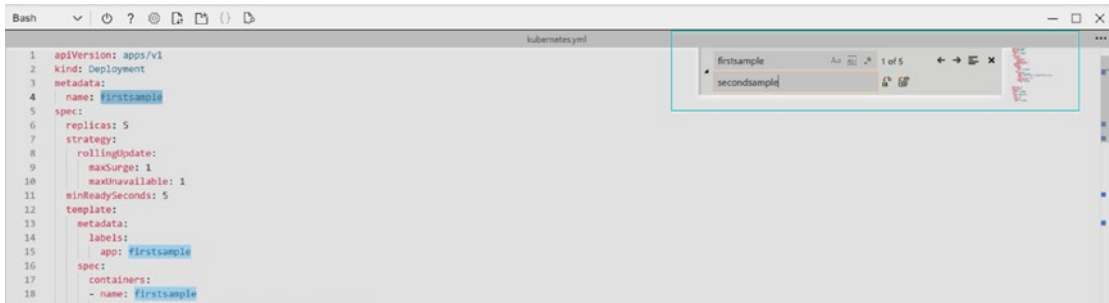 Bash
kubernetes.yml
firstsample Aa Ab| .* 1 of 5
secondsample
1 apiVersion: apps/v1
2 kind: Deployment
3 metadata:
4 name: firstsample
5 spec:
6 replicas: 5
7 strategy:
8 rollingUpdate:
9 maxSurge: 1
10 maxUnavailable: 1
11 minReadySeconds: 5
12 template:
13 metadata:
14 labels:
15 app: firstsample
16 spec:
17 containers:
18 - name: firstsample